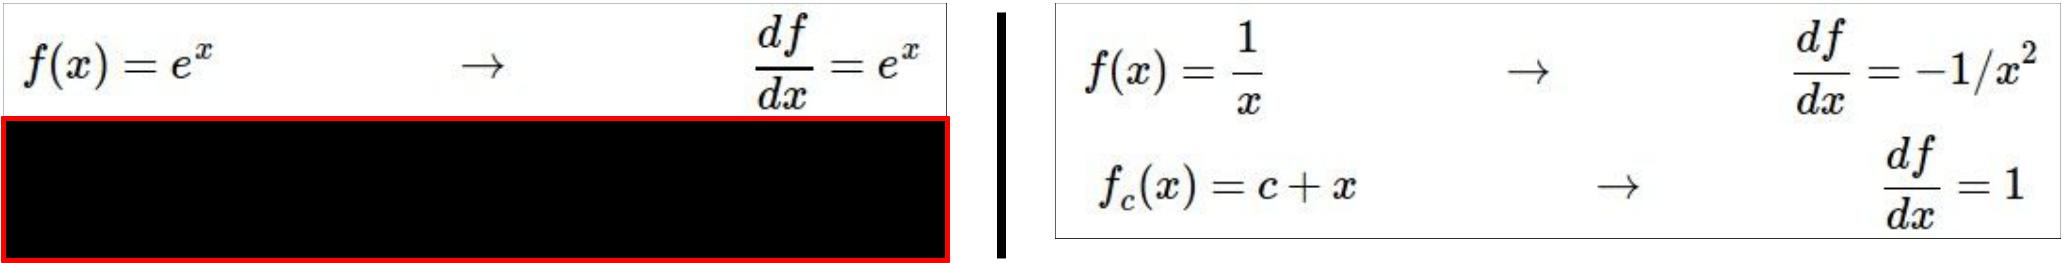 f(x) = e^x → df/dx = e^x
f(x) = 1/x → df/dx = −1/x^2
f_c(x) = c + x → df/dx = 1